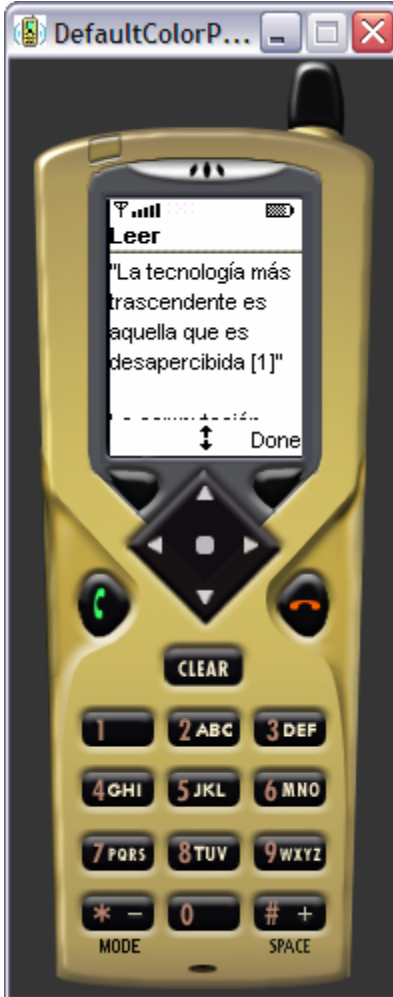 DefaultColorP...
Leer
"La tecnología más
trascendente es
aquella que es
desapercibida [1]"
Done
CLEAR
1 2 ABC 3 DEF
4 GHI 5 JKL 6 MNO
7 PQRS 8 TUV 9 WXYZ
* - 0 # +
MODE SPACE